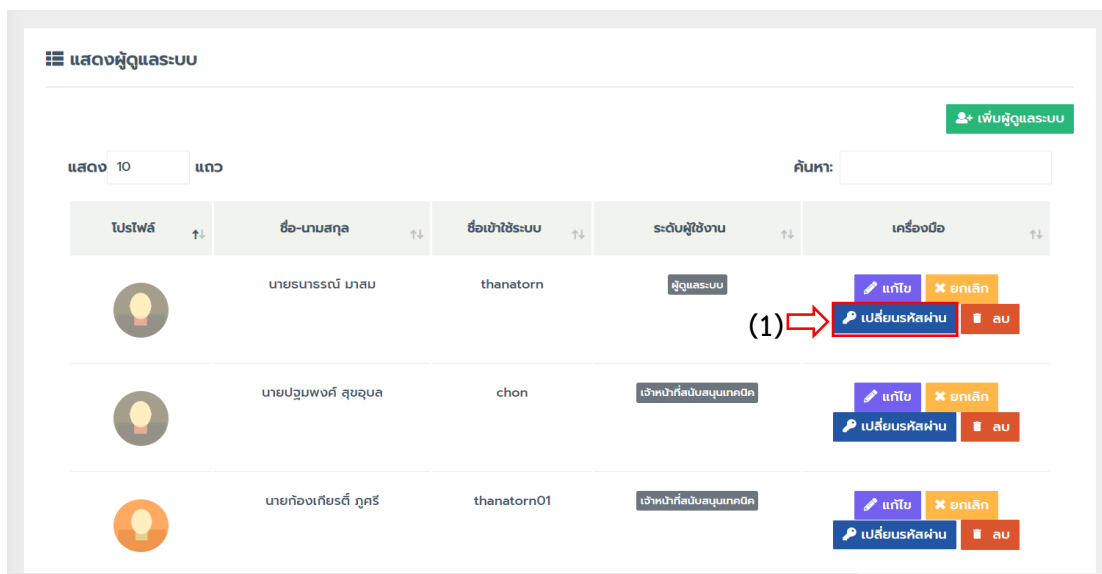 แสดงผู้ดูแลระบบ
เพิ่มผู้ดูแลระบบ
แสดง 10 แถว ค้นหา:
โปรไฟล์ ชื่อ-นามสกุล ชื่อเข้าใช้ระบบ ระดับผู้ใช้งาน เครื่องมือ
นายธนาธรณ์ มาสม thanatorn ผู้ดูแลระบบ แก้ไข ยกเลิก
(1) เปลี่ยนรหัสผ่าน ลบ
นายปฐมพงศ์ สุขอุบล chon เจ้าหน้าที่สนับสนุนเทคนิค แก้ไข ยกเลิก
เปลี่ยนรหัสผ่าน ลบ
นายก้องเกียรติ์ ภูศรี thanatorn01 เจ้าหน้าที่สนับสนุนเทคนิค แก้ไข ยกเลิก
เปลี่ยนรหัสผ่าน ลบ